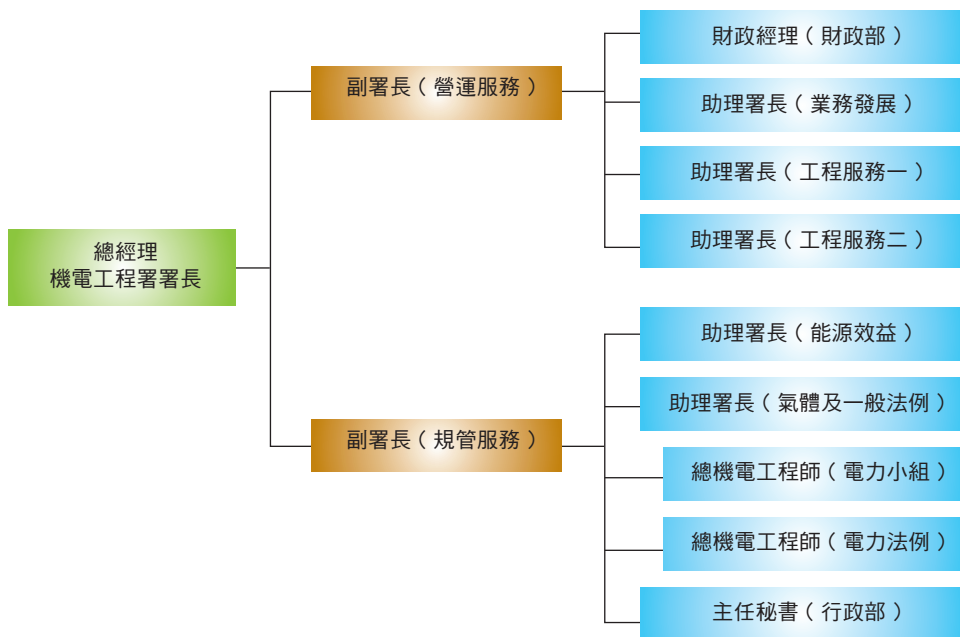 總經理
機電工程署署長
副署長（營運服務）
財政經理（財政部）
助理署長（業務發展）
助理署長（工程服務一）
助理署長（工程服務二）
副署長（規管服務）
助理署長（能源效益）
助理署長（氣體及一般法例）
總機電工程師（電力小組）
總機電工程師（電力法例）
主任秘書（行政部）